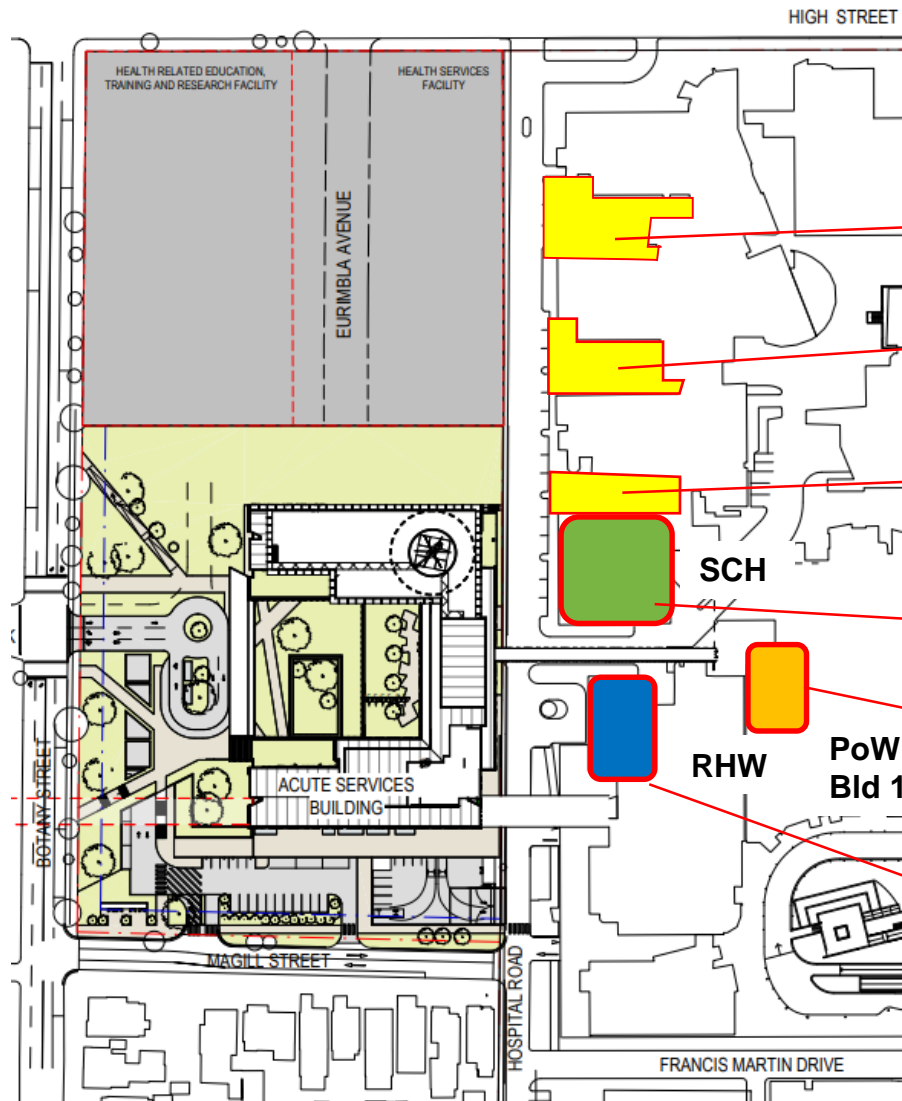 HIGH STREET
HEALTH RELATED EDUCATION,
TRAINING AND RESEARCH FACILITY
HEALTH SERVICES
FACILITY
EURIMBLA AVENUE
SCH
RHW
PoW
Bld 1
ACUTE SERVICES
BUILDING
BOTANY STREET
MAGILL STREET
HOSPITAL ROAD
FRANCIS MARTIN DRIVE